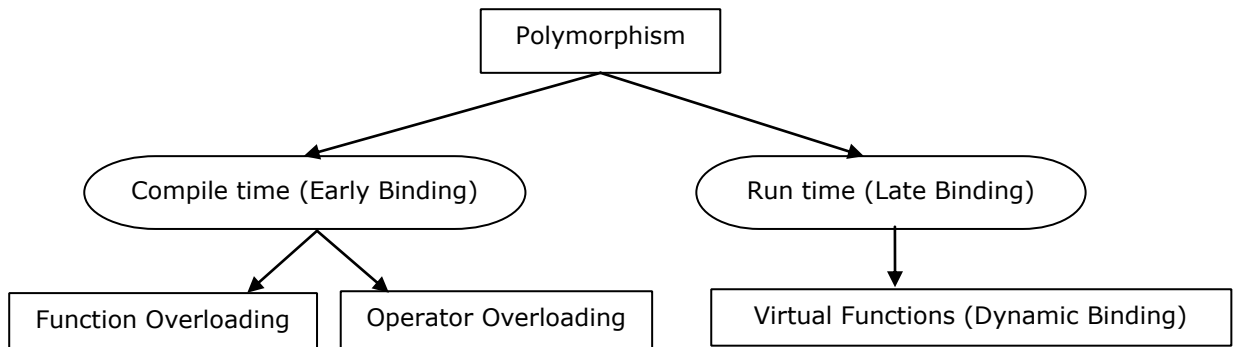 Polymorphism
Compile time (Early Binding)
Run time (Late Binding)
Function Overloading
Operator Overloading
Virtual Functions (Dynamic Binding)